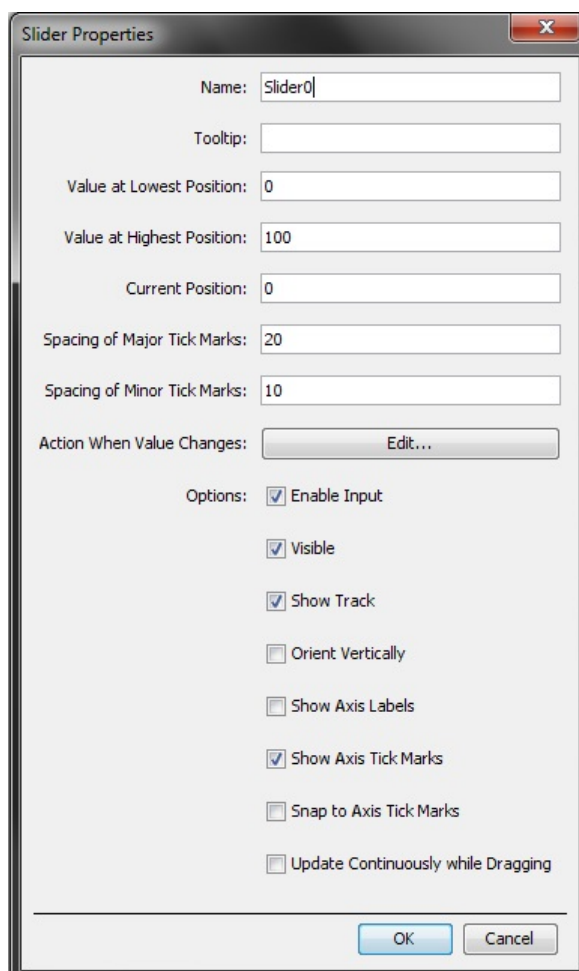 Slider Properties
Name: Slider0
Tooltip:
Value at Lowest Position: 0
Value at Highest Position: 100
Current Position: 0
Spacing of Major Tick Marks: 20
Spacing of Minor Tick Marks: 10
Action When Value Changes: Edit...
Options: Enable Input
Visible
Show Track
Orient Vertically
Show Axis Labels
Show Axis Tick Marks
Snap to Axis Tick Marks
Update Continuously while Dragging
OK Cancel